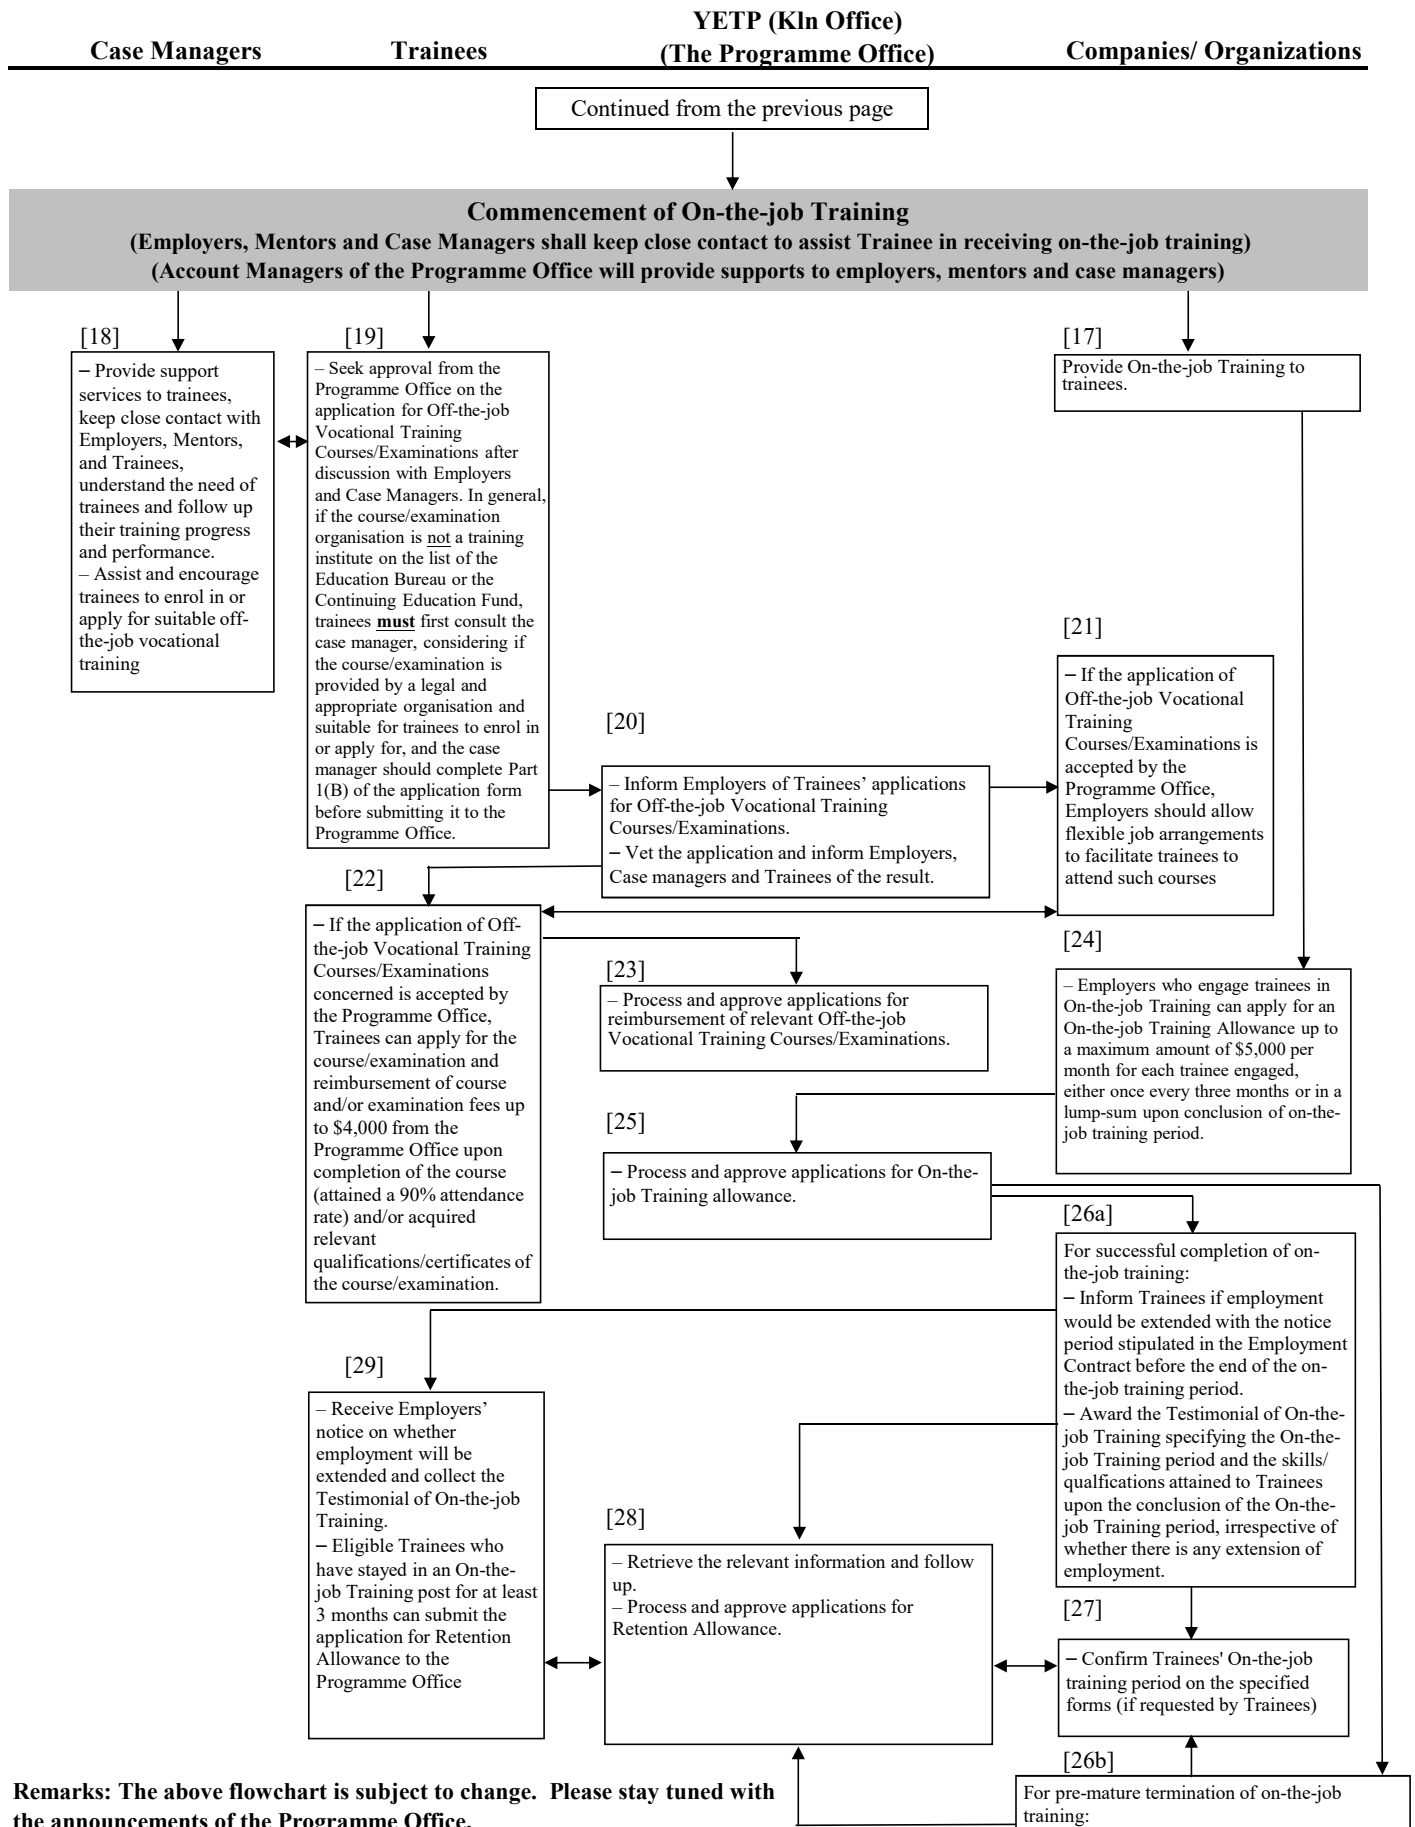 YETP (Kln Office)
Case Managers
Trainees
(The Programme Office)
Companies/ Organizations
Continued from the previous page
Commencement of On-the-job Training
(Employers, Mentors and Case Managers shall keep close contact to assist Trainee in receiving on-the-job training)
(Account Managers of the Programme Office will provide supports to employers, mentors and case managers)
[18]
– Provide support
services to trainees,
keep close contact with
Employers, Mentors,
and Trainees,
understand the need of
trainees and follow up
their training progress
and performance.
– Assist and encourage
trainees to enrol in or
apply for suitable off-
the-job vocational
training
[19]
– Seek approval from the
Programme Office on the
application for Off-the-job
Vocational Training
Courses/Examinations after
discussion with Employers
and Case Managers. In general,
if the course/examination
organisation is not a training
institute on the list of the
Education Bureau or the
Continuing Education Fund,
trainees must first consult the
case manager, considering if
the course/examination is
provided by a legal and
appropriate organisation and
suitable for trainees to enrol in
or apply for, and the case
manager should complete Part
1(B) of the application form
before submitting it to the
Programme Office.
[17]
Provide On-the-job Training to
trainees.
[20]
– Inform Employers of Trainees’ applications
for Off-the-job Vocational Training
Courses/Examinations.
– Vet the application and inform Employers,
Case managers and Trainees of the result.
[21]
– If the application of
Off-the-job Vocational
Training
Courses/Examinations is
accepted by the
Programme Office,
Employers should allow
flexible job arrangements
to facilitate trainees to
attend such courses
[22]
– If the application of Off-
the-job Vocational Training
Courses/Examinations
concerned is accepted by
the Programme Office,
Trainees can apply for the
course/examination and
reimbursement of course
and/or examination fees up
to $4,000 from the
Programme Office upon
completion of the course
(attained a 90% attendance
rate) and/or acquired
relevant
qualifications/certificates of
the course/examination.
[23]
– Process and approve applications for
reimbursement of relevant Off-the-job
Vocational Training Courses/Examinations.
[24]
– Employers who engage trainees in
On-the-job Training can apply for an
On-the-job Training Allowance up to
a maximum amount of $5,000 per
month for each trainee engaged,
either once every three months or in a
lump-sum upon conclusion of on-the-
job training period.
[25]
– Process and approve applications for On-the-
job Training allowance.
[26a]
For successful completion of on-
the-job training:
– Inform Trainees if employment
would be extended with the notice
period stipulated in the Employment
Contract before the end of the on-
the-job training period.
– Award the Testimonial of On-the-
job Training specifying the On-the-
job Training period and the skills/
qualfications attained to Trainees
upon the conclusion of the On-the-
job Training period, irrespective of
whether there is any extension of
employment.
[29]
– Receive Employers’
notice on whether
employment will be
extended and collect the
Testimonial of On-the-job
Training.
– Eligible Trainees who
have stayed in an On-the-
job Training post for at least
3 months can submit the
application for Retention
Allowance to the
Programme Office
[28]
– Retrieve the relevant information and follow
up.
– Process and approve applications for
Retention Allowance.
[27]
– Confirm Trainees' On-the-job
training period on the specified
forms (if requested by Trainees)
[26b]
For pre-mature termination of on-the-job
training:
Remarks: The above flowchart is subject to change. Please stay tuned with
the announcements of the Programme Office.